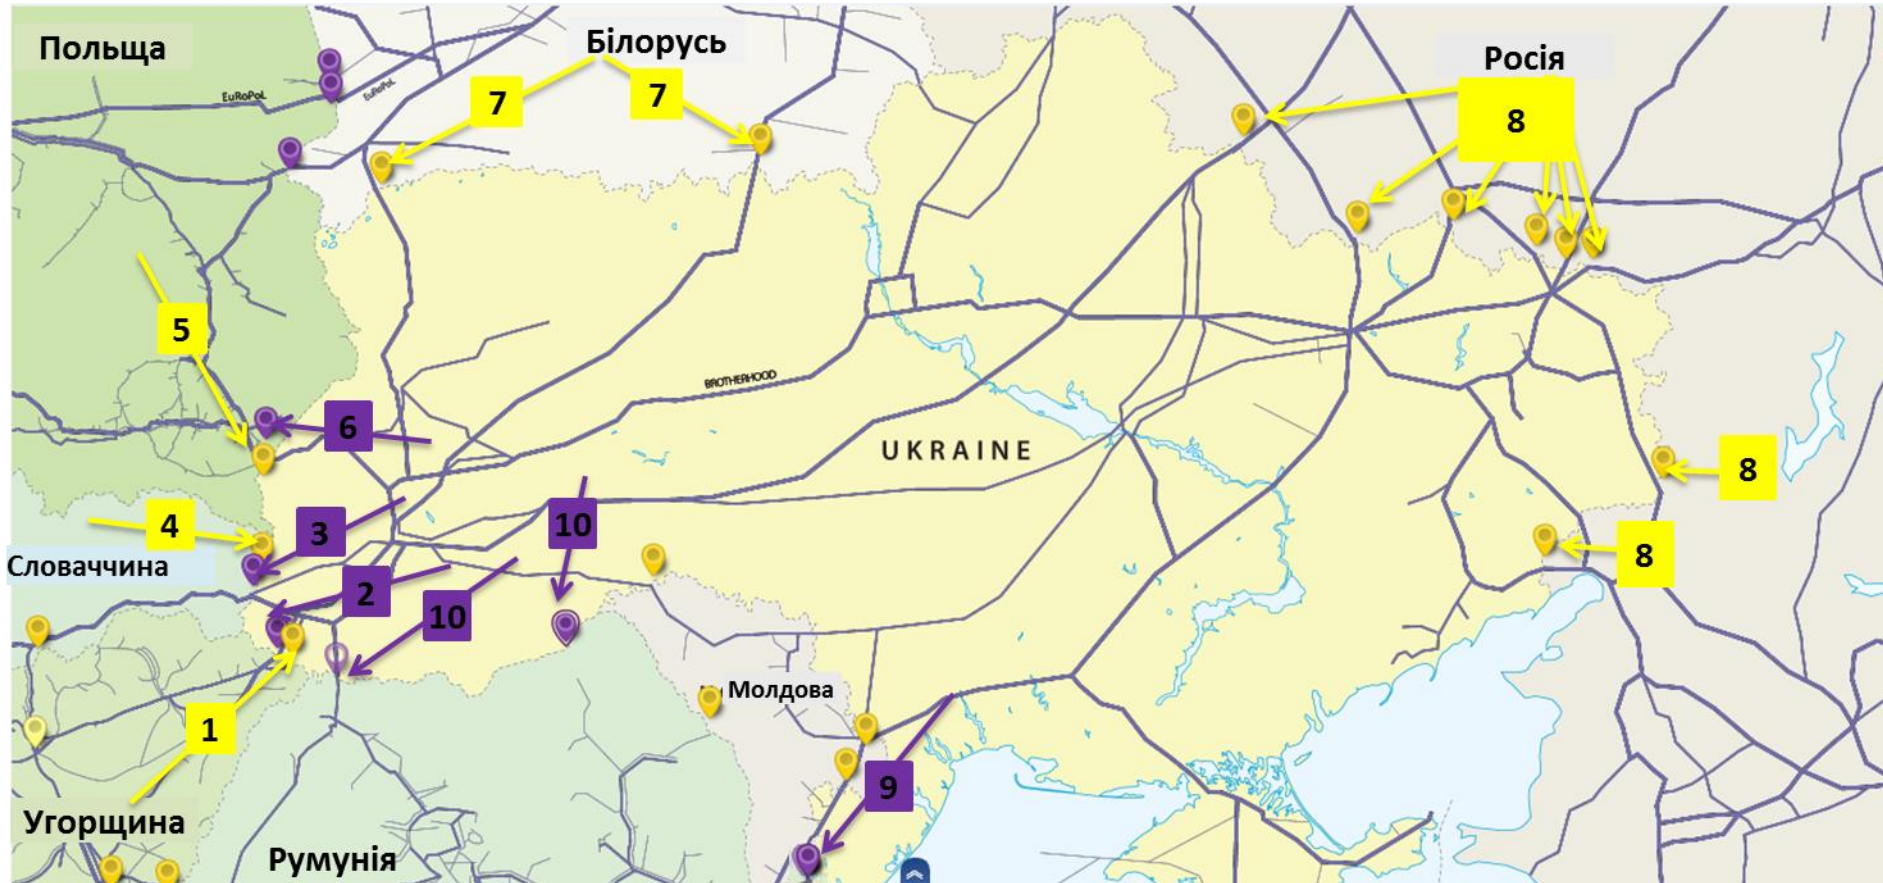 Польща
Білорусь
Росія
EuRoPoL
EuRoPoL
7
7
8
5
BROTHERHOOD
6
UKRAINE
8
4
3
10
8
Словаччина
2
10
Молдова
1
9
Угорщина
Румунія